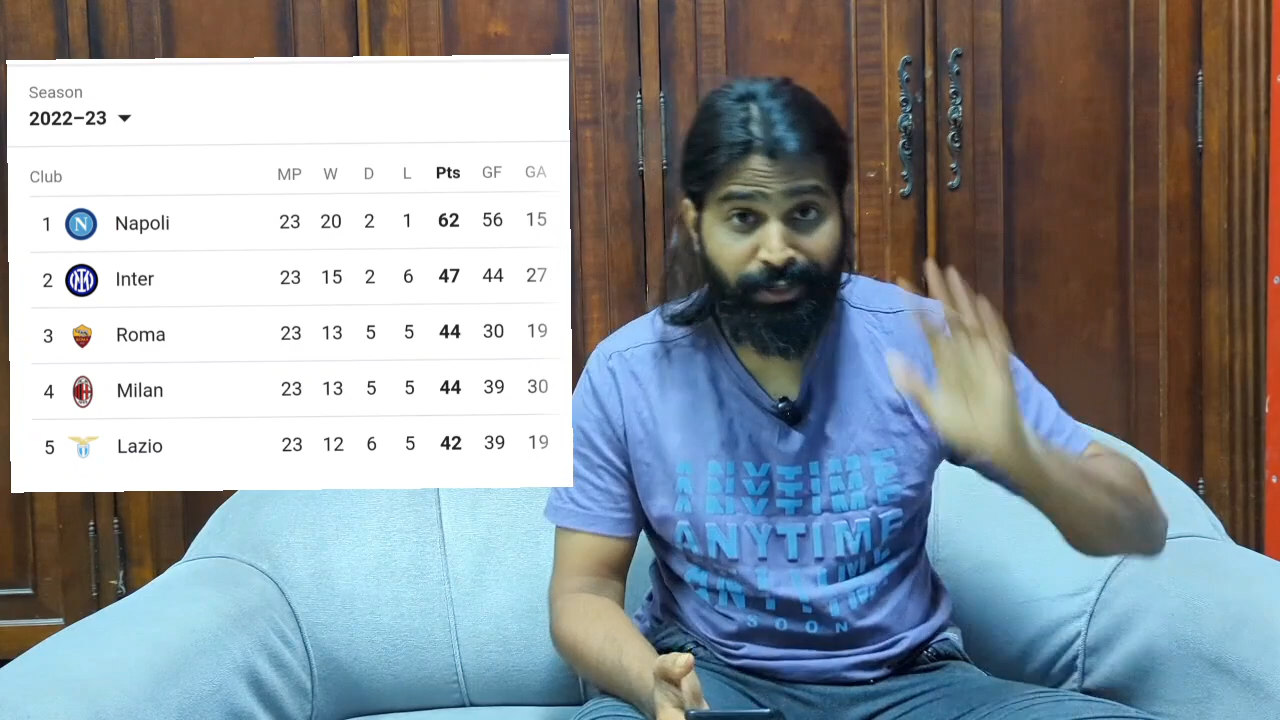 Season
2022–23
Club MP W D L Pts GF GA
1 N Napoli 23 20 2 1 62 56 15
2 Inter 23 15 2 6 47 44 27
3 Roma 23 13 5 5 44 30 19
4 Milan 23 13 5 5 44 39 30
5 Lazio 23 12 6 5 42 39 19
ANYTIME
ANYTIME
ANYTIME
ANYTIME
ANYTIME
ANYTIME
SOON